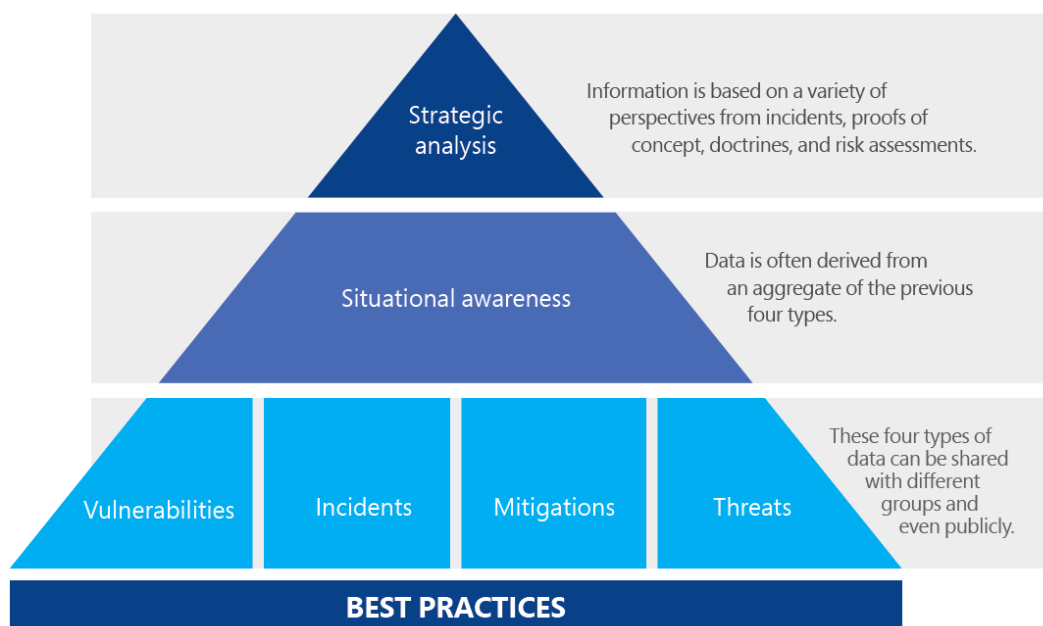 Strategic
analysis
Information is based on a variety of
perspectives from incidents, proofs of
concept, doctrines, and risk assessments.
Situational awareness
Data is often derived from
an aggregate of the previous
four types.
Vulnerabilities
Incidents
Mitigations
Threats
These four types of
data can be shared
with different
groups and
even publicly.
BEST PRACTICES